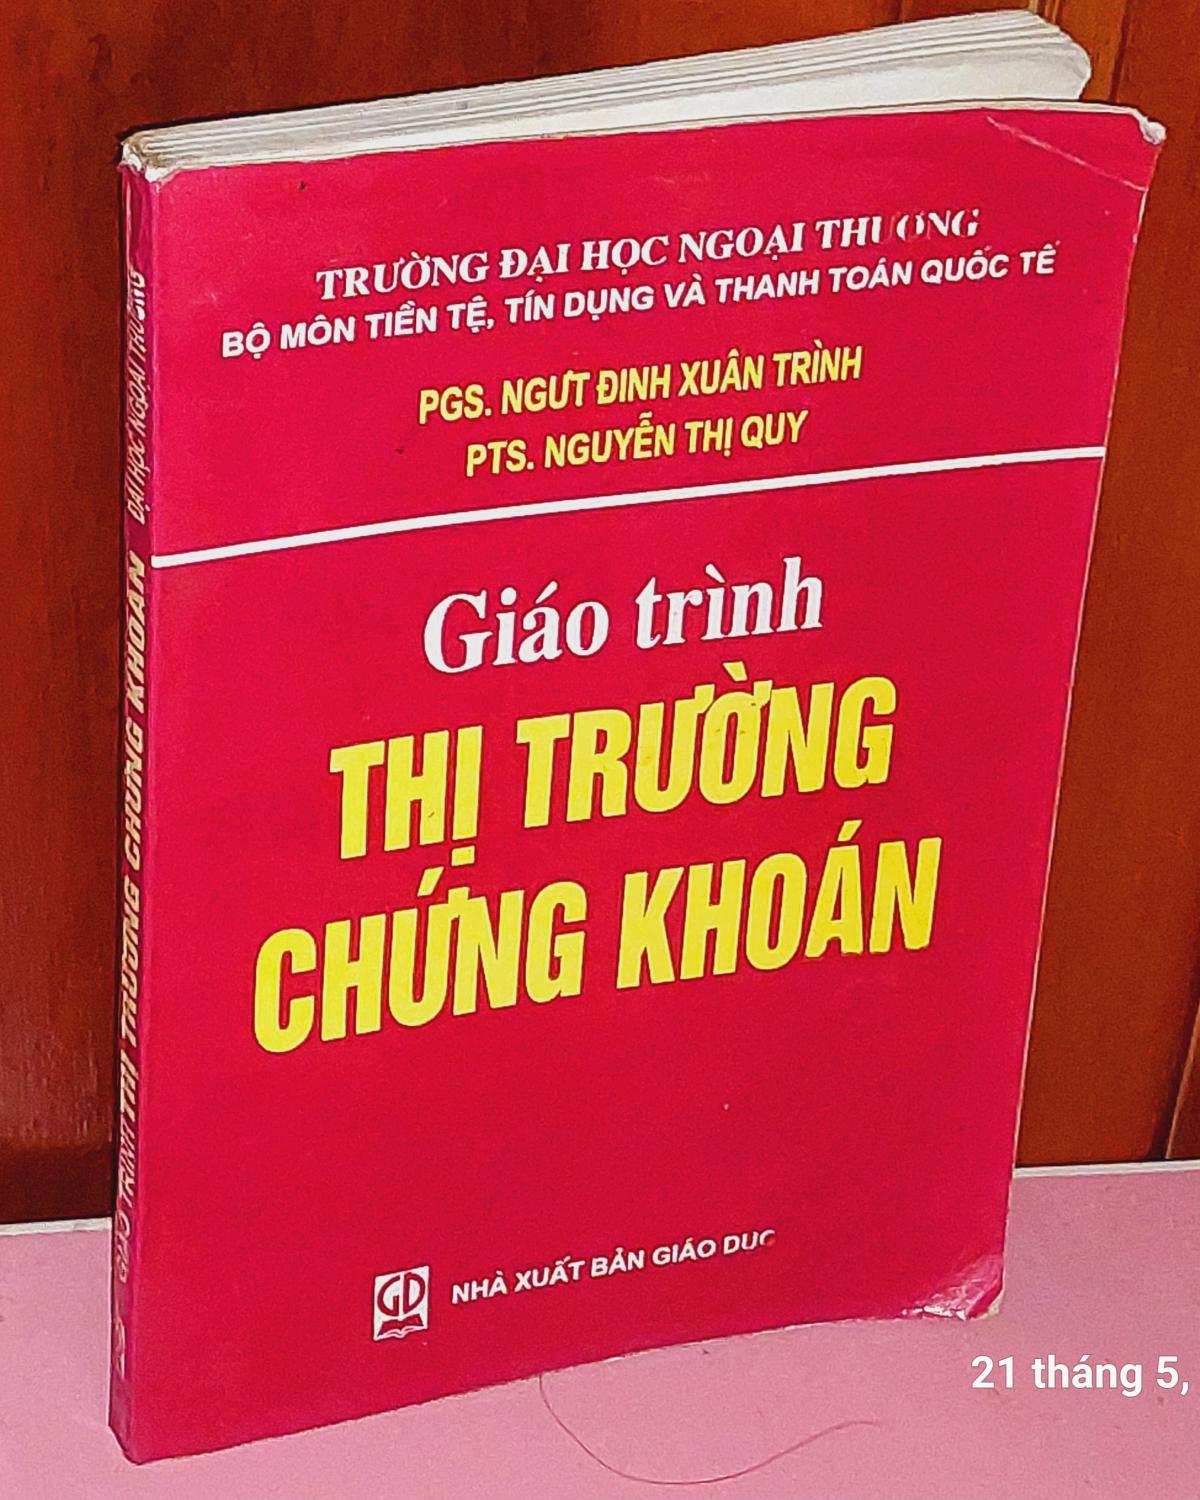 TRƯỜNG ĐẠI HỌC NGOẠI THƯƠNG
BỘ MÔN TIỀN TỆ, TÍN DỤNG VÀ THANH TOÁN QUỐC TẾ
PGS. NGƯT ĐINH XUÂN TRÌNH
PTS. NGUYỄN THỊ QUY
Giáo trình
THỊ TRƯỜNG
CHỨNG KHOÁN
GD NHÀ XUẤT BẢN GIÁO DỤC
GIÁO TRÌNH THỊ TRƯỜNG CHỨNG KHOÁN ĐẠI HỌC NGOẠI THƯƠNG
21 tháng 5,